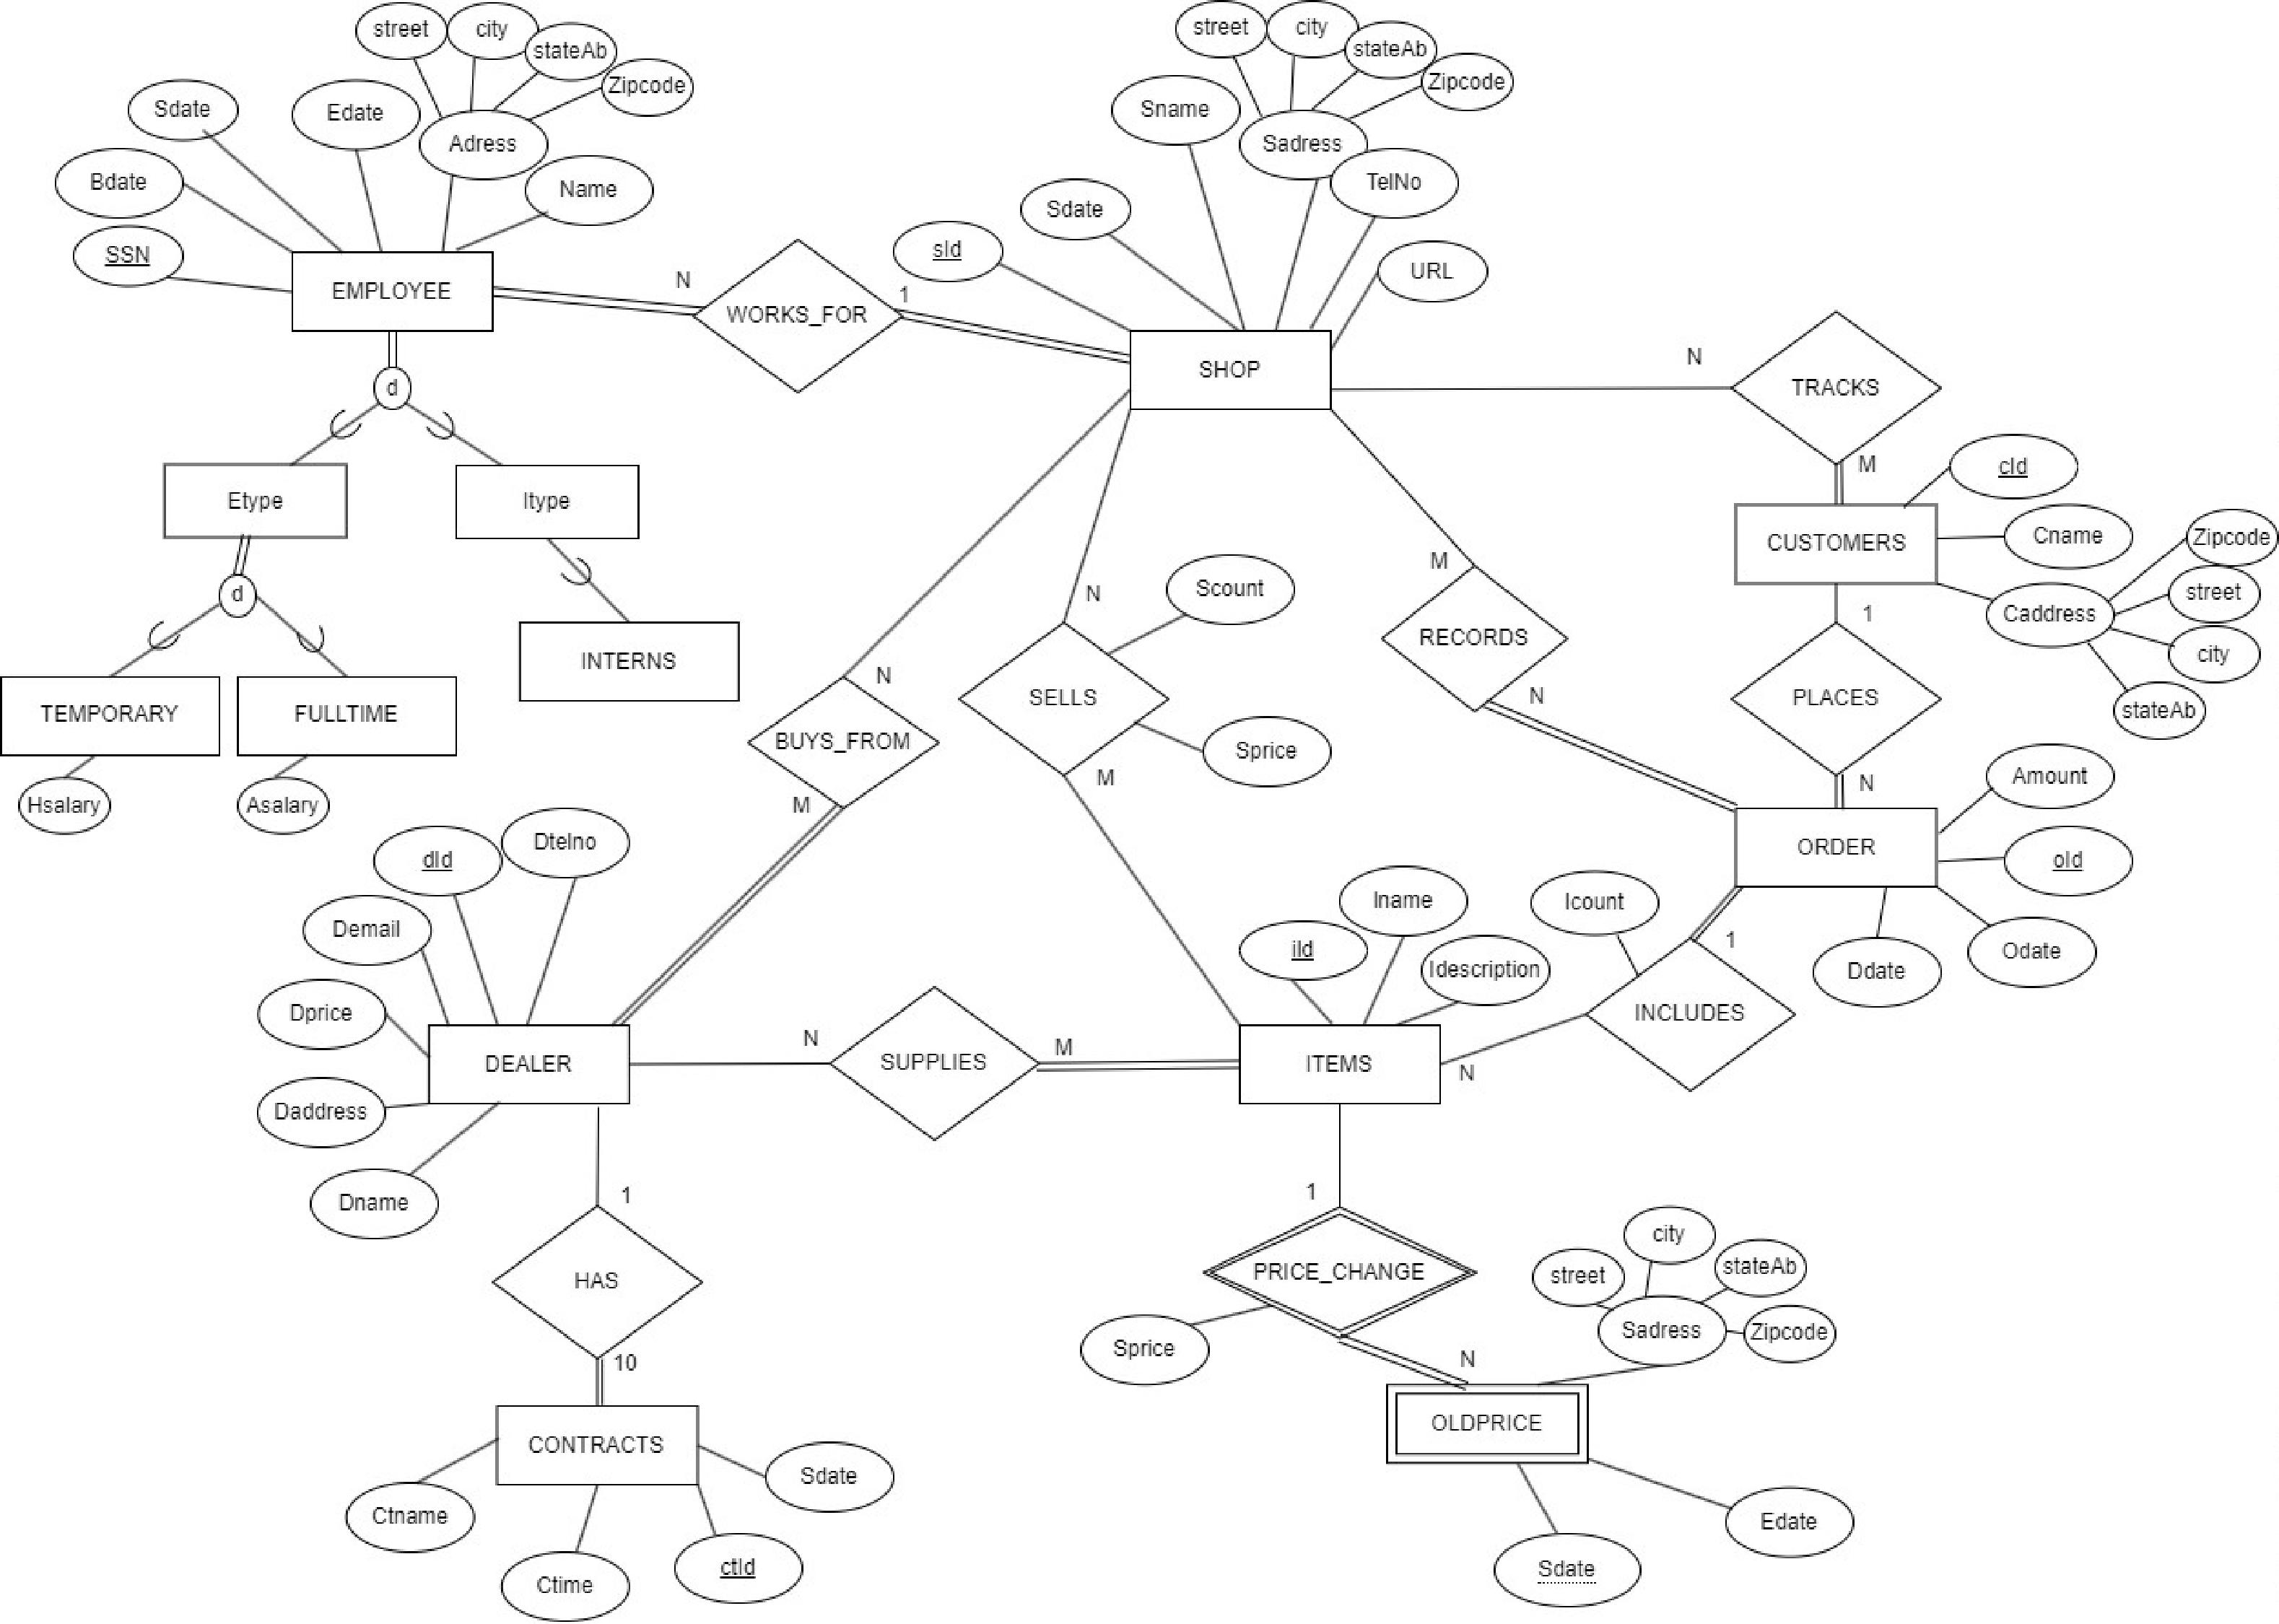 street
city
stateAb
Zipcode
Sdate
Edate
Adress
Bdate
Name
SSN
EMPLOYEE
N
WORKS_FOR
1
street
city
stateAb
Zipcode
Sname
Sadress
TelNo
Sdate
sId
URL
SHOP
N
TRACKS
M
d
Etype
Itype
d
INTERNS
TEMPORARY
FULLTIME
Hsalary
Asalary
cId
CUSTOMERS
Cname
Zipcode
street
Caddress
city
stateAb
1
PLACES
N
M
RECORDS
N
N
Scount
SELLS
Sprice
M
N
BUYS_FROM
M
Amount
ORDER
oId
Odate
Ddate
1
Icount
INCLUDES
N
Iname
iId
Idescription
ITEMS
dId
Dtelno
Demail
Dprice
DEALER
Daddress
Dname
N
SUPPLIES
M
1
HAS
10
CONTRACTS
Ctname
Ctime
ctId
Sdate
1
PRICE_CHANGE
Sprice
N
city
street
stateAb
Sadress
Zipcode
OLDPRICE
Edate
Sdate